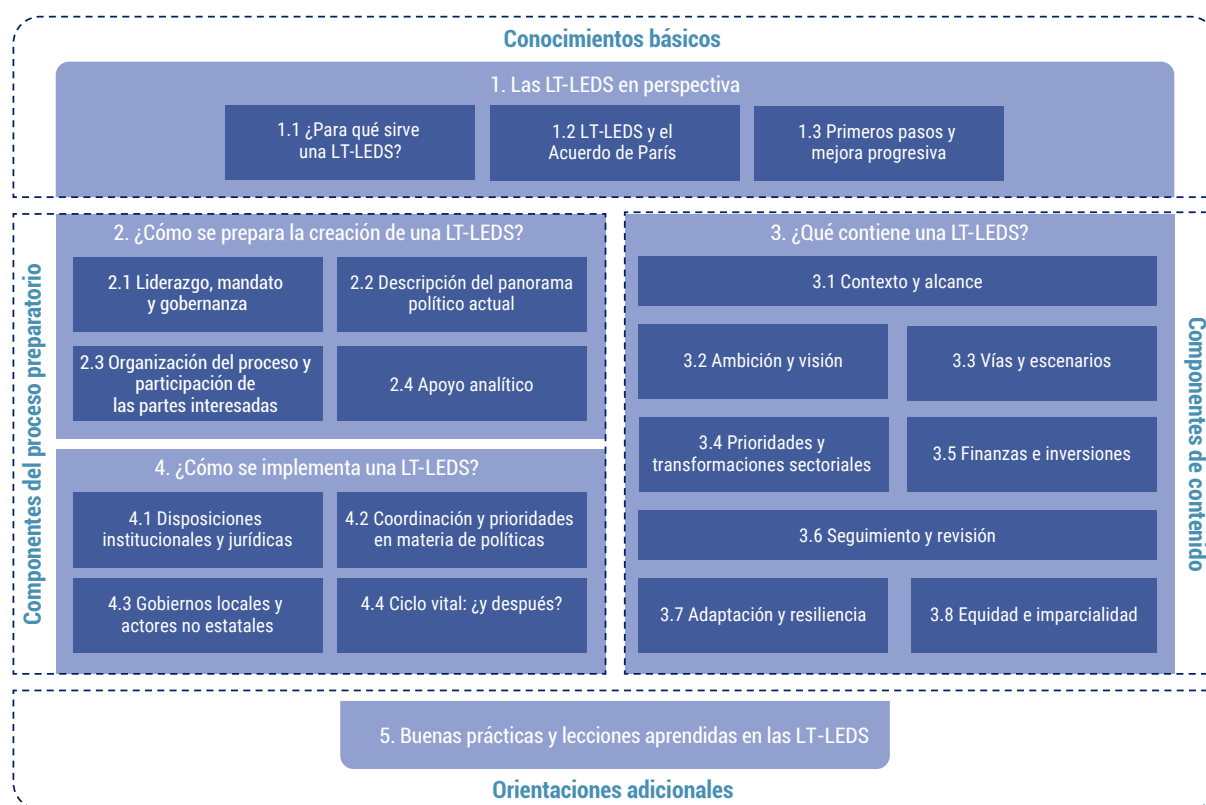 Conocimientos básicos
1. Las LT-LEDS en perspectiva
1.1 ¿Para qué sirve
una LT-LEDS?
1.2 LT-LEDS y el
Acuerdo de París
1.3 Primeros pasos y
mejora progresiva
Componentes del proceso preparatorio
2. ¿Cómo se prepara la creación de una LT-LEDS?
2.1 Liderazgo, mandato
y gobernanza
2.2 Descripción del panorama
político actual
2.3 Organización del proceso y
participación de
las partes interesadas
2.4 Apoyo analítico
4. ¿Cómo se implementa una LT-LEDS?
4.1 Disposiciones
institucionales y jurídicas
4.2 Coordinación y prioridades
en materia de políticas
4.3 Gobiernos locales y
actores no estatales
4.4 Ciclo vital: ¿y después?
3. ¿Qué contiene una LT-LEDS?
3.1 Contexto y alcance
3.2 Ambición y visión
3.3 Vías y escenarios
3.4 Prioridades y
transformaciones sectoriales
3.5 Finanzas e inversiones
3.6 Seguimiento y revisión
3.7 Adaptación y resiliencia
3.8 Equidad e imparcialidad
Componentes de contenido
5. Buenas prácticas y lecciones aprendidas en las LT-LEDS
Orientaciones adicionales